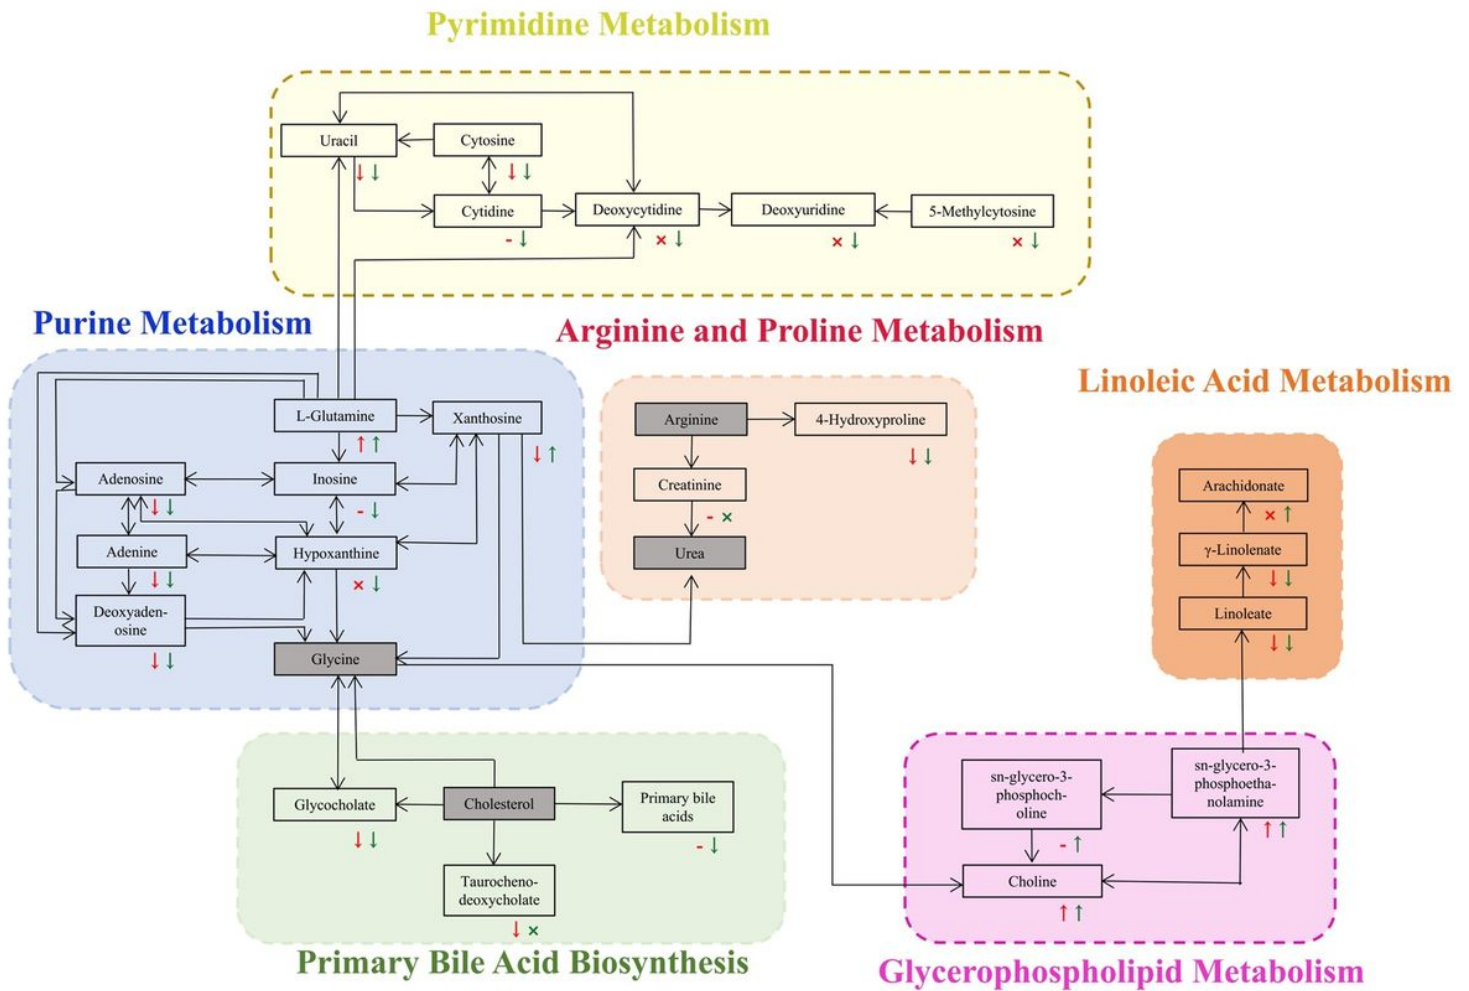 Pyrimidine Metabolism
Uracil
Cytosine
↓↓
↓↓
Cytidine
Deoxycytidine
Deoxyuridine
5-Methylcytosine
-↓
×↓
×↓
×↓
Purine Metabolism
L-Glutamine
Xanthosine
↑↑
↓↑
Adenosine
Inosine
↓↓
-↓
Adenine
Hypoxanthine
↓↓
×↓
Deoxyaden-
osine
↓↓
Glycine
Arginine and Proline Metabolism
Arginine
4-Hydroxyproline
↓↓
Creatinine
-×
Urea
Linoleic Acid Metabolism
Arachidonate
×↑
γ-Linolenate
↓↓
Linoleate
↓↓
Glycocholate
Cholesterol
Primary bile
acids
↓↓
-↓
Taurocheno-
deoxycholate
↓×
Primary Bile Acid Biosynthesis
sn-glycero-3-
phosphoch-
oline
-↑
sn-glycero-3-
phosphoetha-
nolamine
↑↑
Choline
↑↑
Glycerophospholipid Metabolism